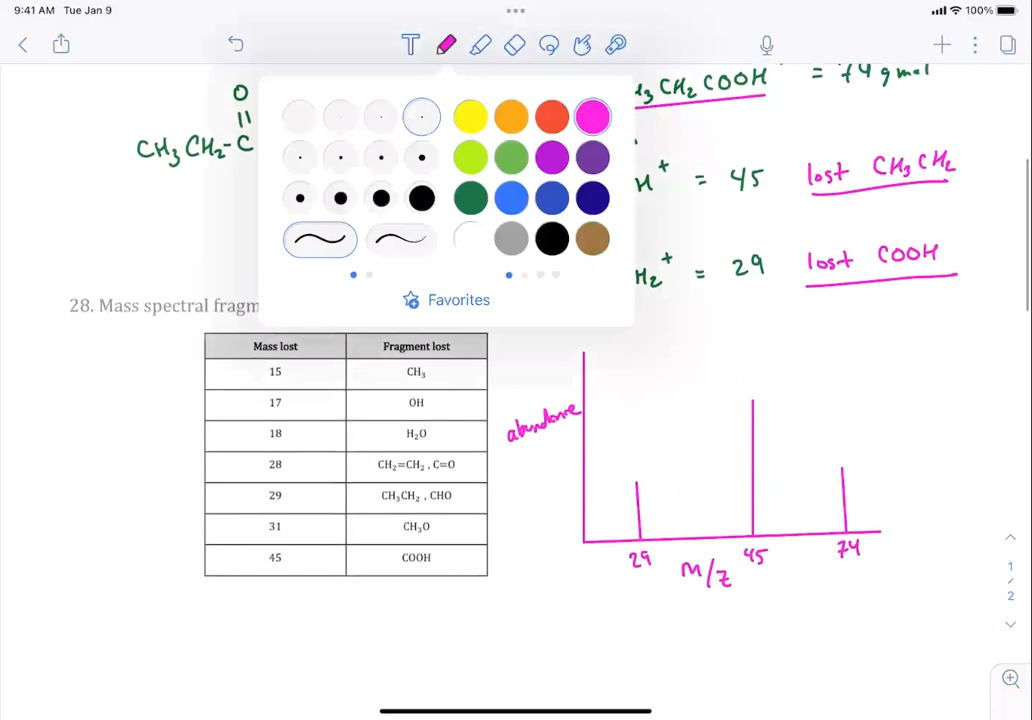 9:41 AM Tue Jan 9
100%
T
CH₂COOH = 74 g mol
O
||
CH₃CH₂-C
H⁺ = 45 lost CH₃CH₂
H₂⁺ = 29 lost COOH
Favorites
28. Mass spectral fragm
Mass lost Fragment lost
15 CH₃
17 OH
18 H₂O
28 CH₂=CH₂ , C=O
29 CH₃CH₂ , CHO
31 CH₃O
45 COOH
abundance
29 45 74
M/Z
1
/
2